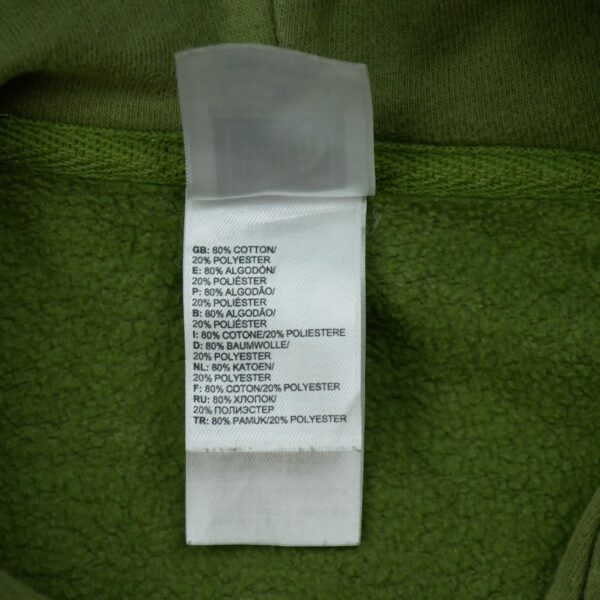 GB: 80% COTTON/
20% POLYESTER
E: 80% ALGODÓN/
20% POLIÉSTER
P: 80% ALGODÃO/
20% POLIÉSTER
B: 80% ALGODÃO/
20% POLIÉSTER
I: 80% COTONE/20% POLIESTERE
D: 80% BAUMWOLLE/
20% POLYESTER
NL: 80% KATOEN/
20% POLYESTER
F: 80% COTON/20% POLYESTER
RU: 80% ХЛОПОК/
20% ПОЛИЭСТЕР
TR: 80% PAMUK/20% POLYESTER